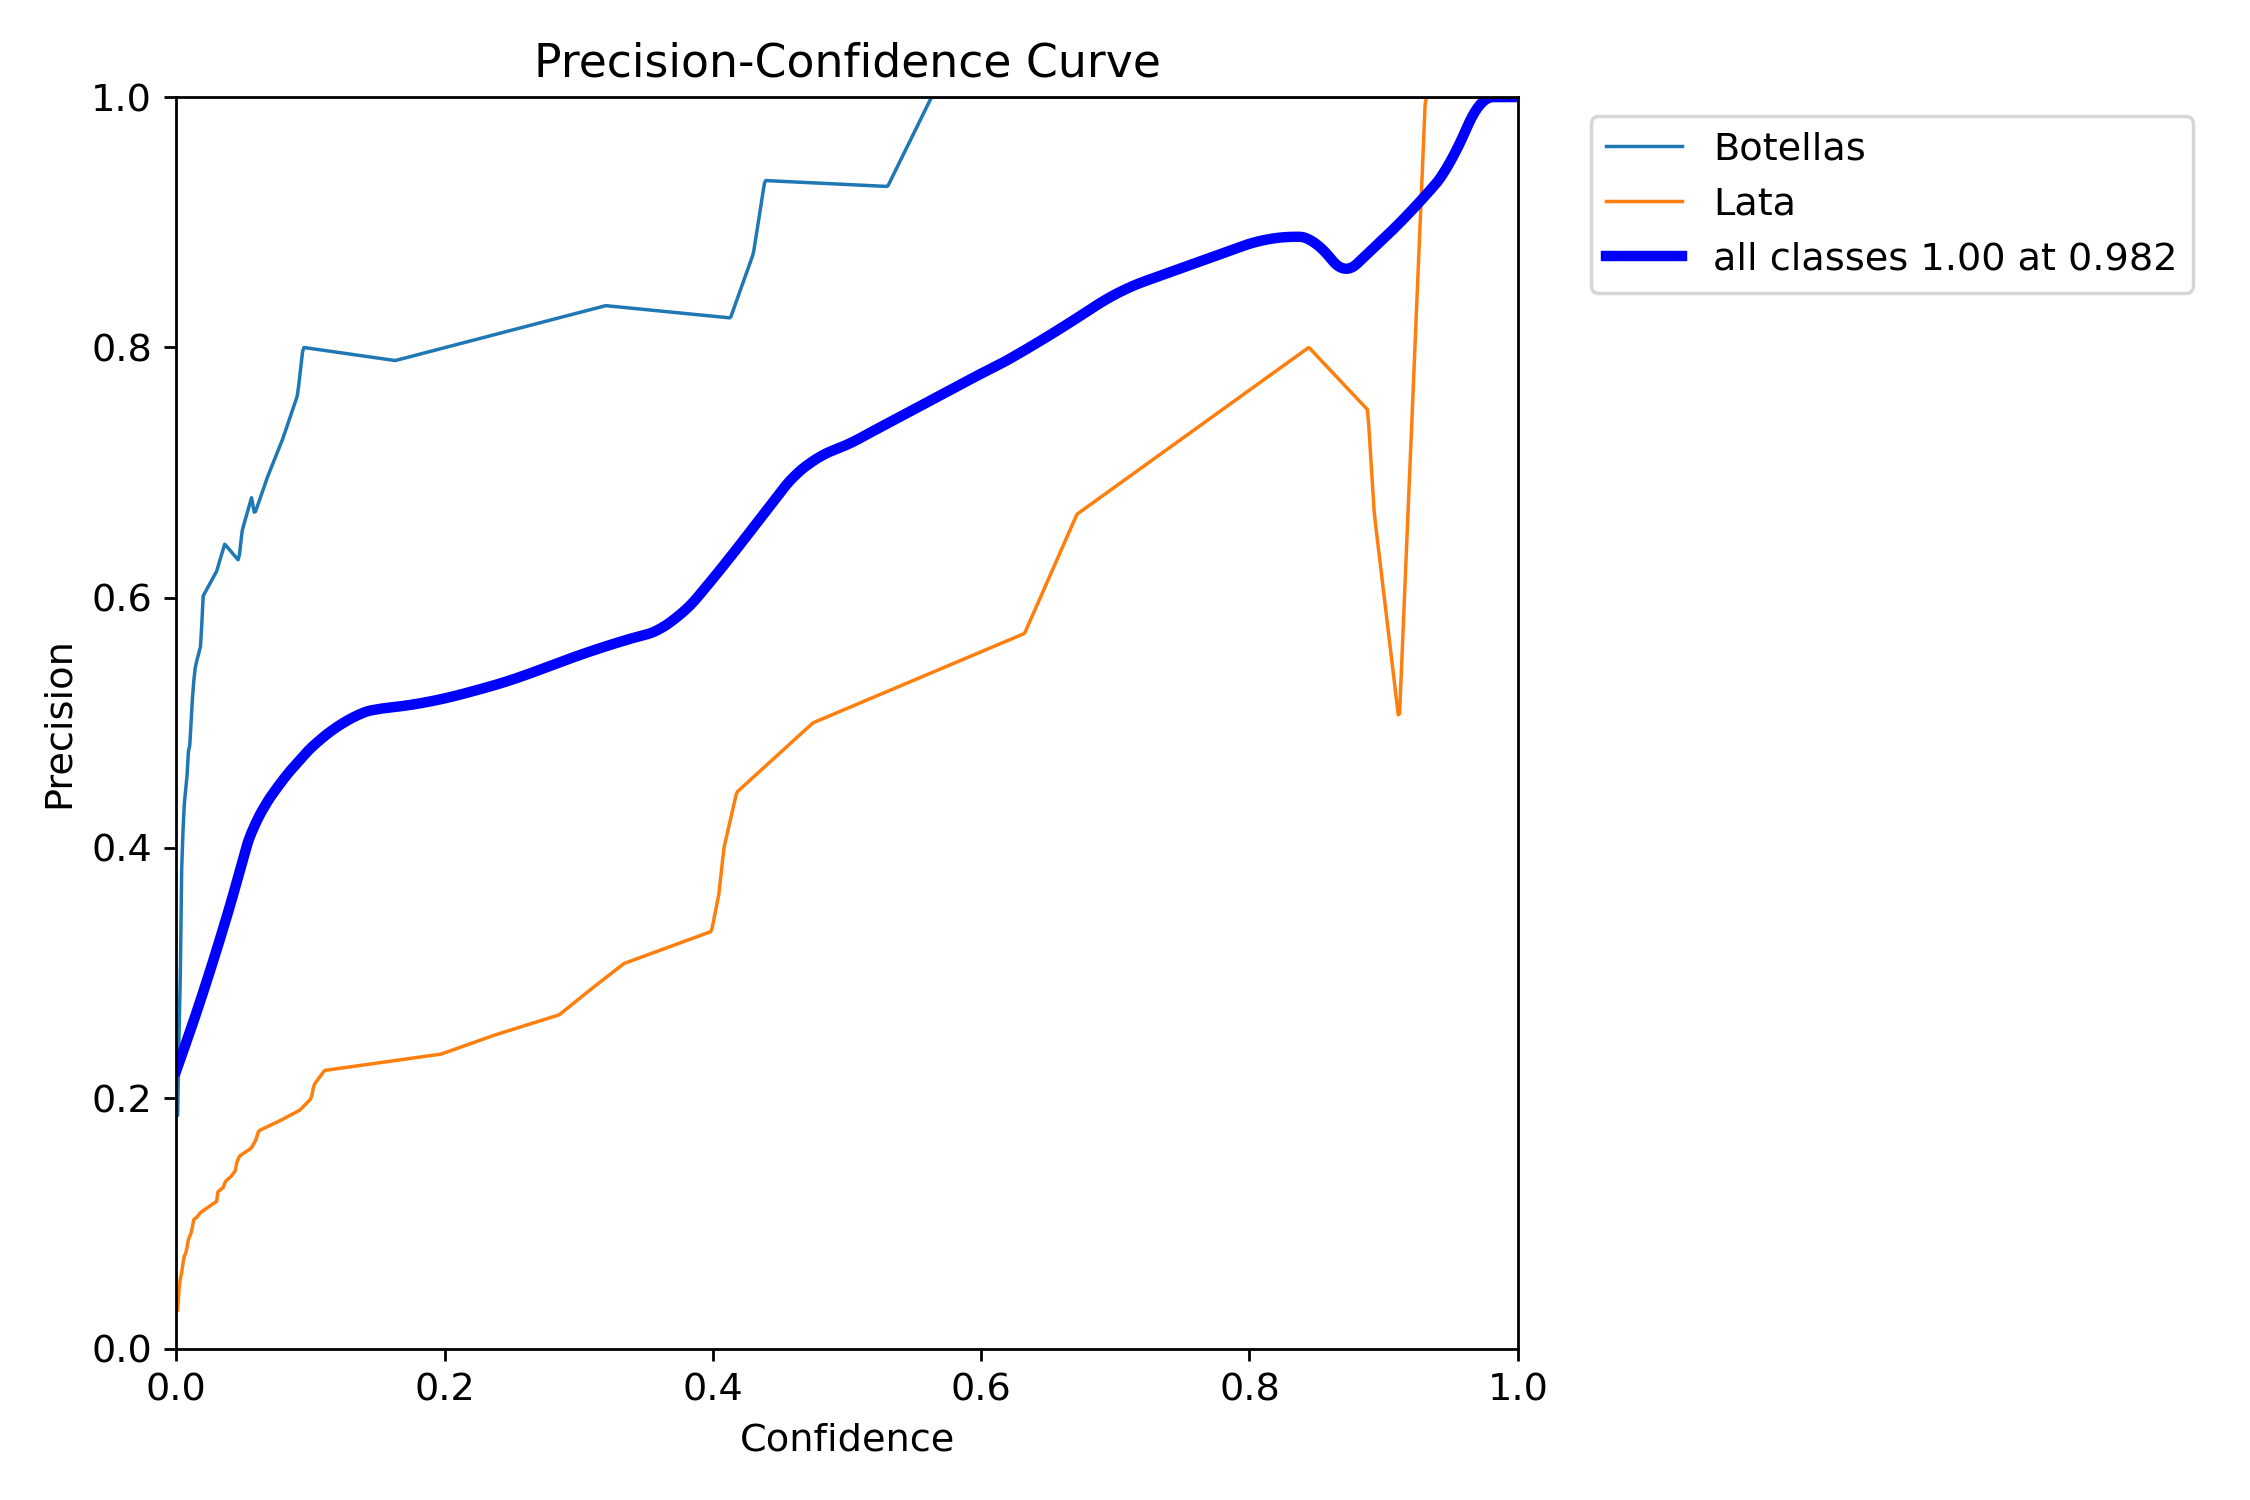 Precision-Confidence Curve
1.0
0.8
0.6
0.4
0.2
0.0
Precision
0.0 0.2 0.4 0.6 0.8 1.0
Confidence
Botellas
Lata
all classes 1.00 at 0.982